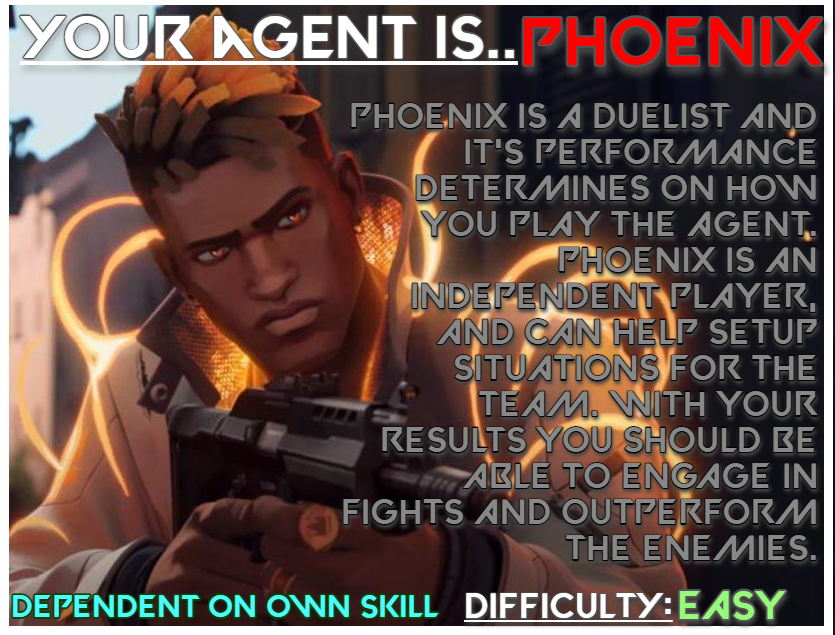 YOUR AGENT IS..PHOENIX
PHOENIX IS A DUELIST AND
IT'S PERFORMANCE
DETERMINES ON HOW
YOU PLAY THE AGENT.
PHOENIX IS AN
INDEPENDENT PLAYER,
AND CAN HELP SETUP
SITUATIONS FOR THE
TEAM. WITH YOUR
RESULTS YOU SHOULD BE
ABLE TO ENGAGE IN
FIGHTS AND OUTPERFORM
THE ENEMIES.
DEPENDENT ON OWN SKILL DIFFICULTY: EASY